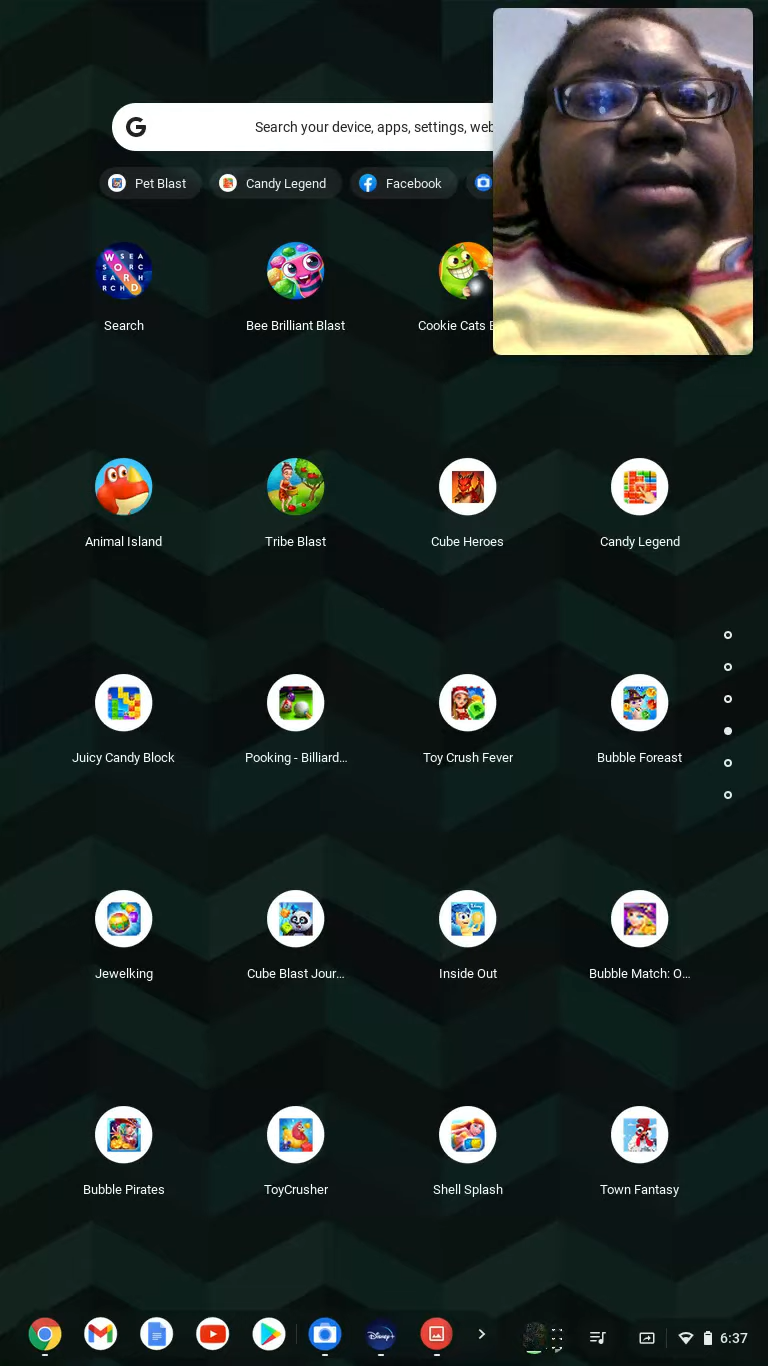 Search your device, apps, settings, web
Pet Blast
Candy Legend
Facebook
W S E A
S O R C
E A R H
R C H D
Search
Bee Brilliant Blast
Cookie Cats
Animal Island
Tribe Blast
Cube Heroes
Candy Legend
Juicy Candy Block
Pooking - Billiard...
Toy Crush Fever
Bubble Foreast
Jewelking
Cube Blast Jour...
Inside Out
Bubble Match: O...
Bubble Pirates
ToyCrusher
Shell Splash
Town Fantasy
Disney+
6:37